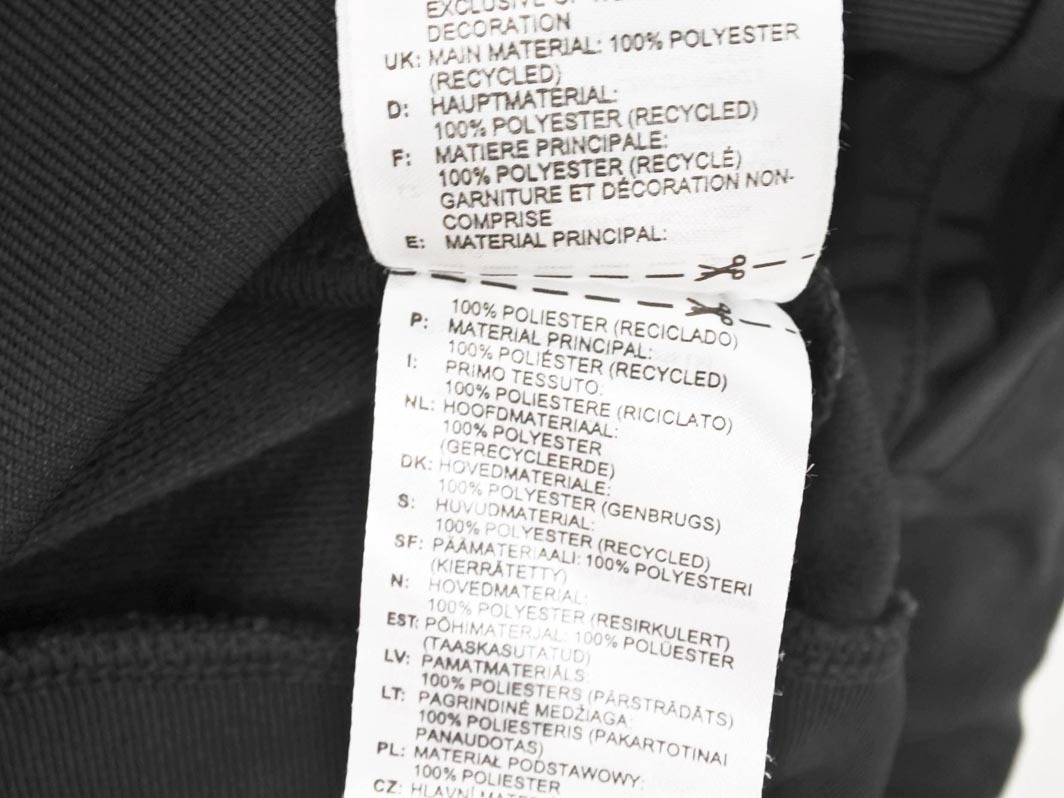 EXCLUSIVE OF
DECORATION
UK: MAIN MATERIAL: 100% POLYESTER
(RECYCLED)
D: HAUPTMATERIAL:
100% POLYESTER (RECYCLED)
F: MATIERE PRINCIPALE:
100% POLYESTER (RECYCLÉ)
GARNITURE ET DÉCORATION NON-
COMPRISE
E: MATERIAL PRINCIPAL:
100% POLIESTER (RECICLADO)
P: MATERIAL PRINCIPAL:
100% POLIÉSTER (RECYCLED)
I: PRIMO TESSUTO:
100% POLIESTERE (RICICLATO)
NL: HOOFDMATERIAAL:
100% POLYESTER
(GERECYCLEERDE)
DK: HOVEDMATERIALE:
100% POLYESTER (GENBRUGS)
S: HUVUDMATERIAL:
100% POLYESTER (RECYCLED)
SF: PÄÄMATERIAALI: 100% POLYESTERI
(KIERRÄTETTY)
N: HOVEDMATERIAL:
100% POLYESTER (RESIRKULERT)
EST: PÕHIMATERJAL: 100% POLÜESTER
(TAASKASUTATUD)
LV: PAMATMATERIĀLS:
100% POLIESTERS (PĀRSTRĀDĀTS)
LT: PAGRINDINĖ MEDŽIAGA:
100% POLIESTERIS (PAKARTOTINAI
PANAUDOTAS)
PL: MATERIAŁ PODSTAWOWY:
100% POLIESTER
CZ: HLAVNÍ